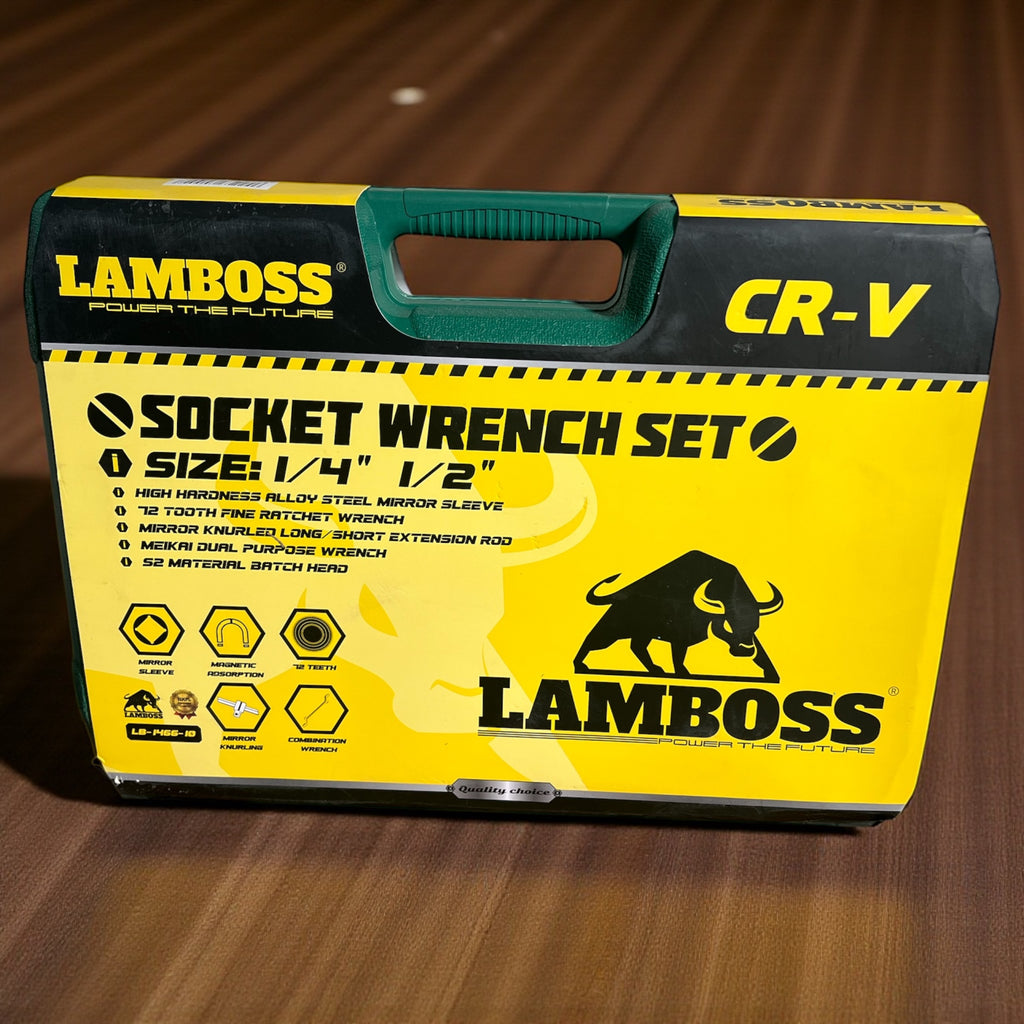 LAMBOSS
LAMBOSS®
POWER THE FUTURE
CR-V
SOCKET WRENCH SET
SIZE: 1/4" 1/2"
HIGH HARDNESS ALLOY STEEL MIRROR SLEEVE
72 TOOTH FINE RATCHET WRENCH
MIRROR KNURLED LONG/SHORT EXTENSION ROD
MEIKAI DUAL PURPOSE WRENCH
S2 MATERIAL BATCH HEAD
MIRROR
SLEEVE
MAGNETIC
ADSORPTION
72 TEETH
LAMBOSS
LB-1466-10
MIRROR
KNURLING
COMBINATION
WRENCH
LAMBOSS®
POWER THE FUTURE
Quality choice